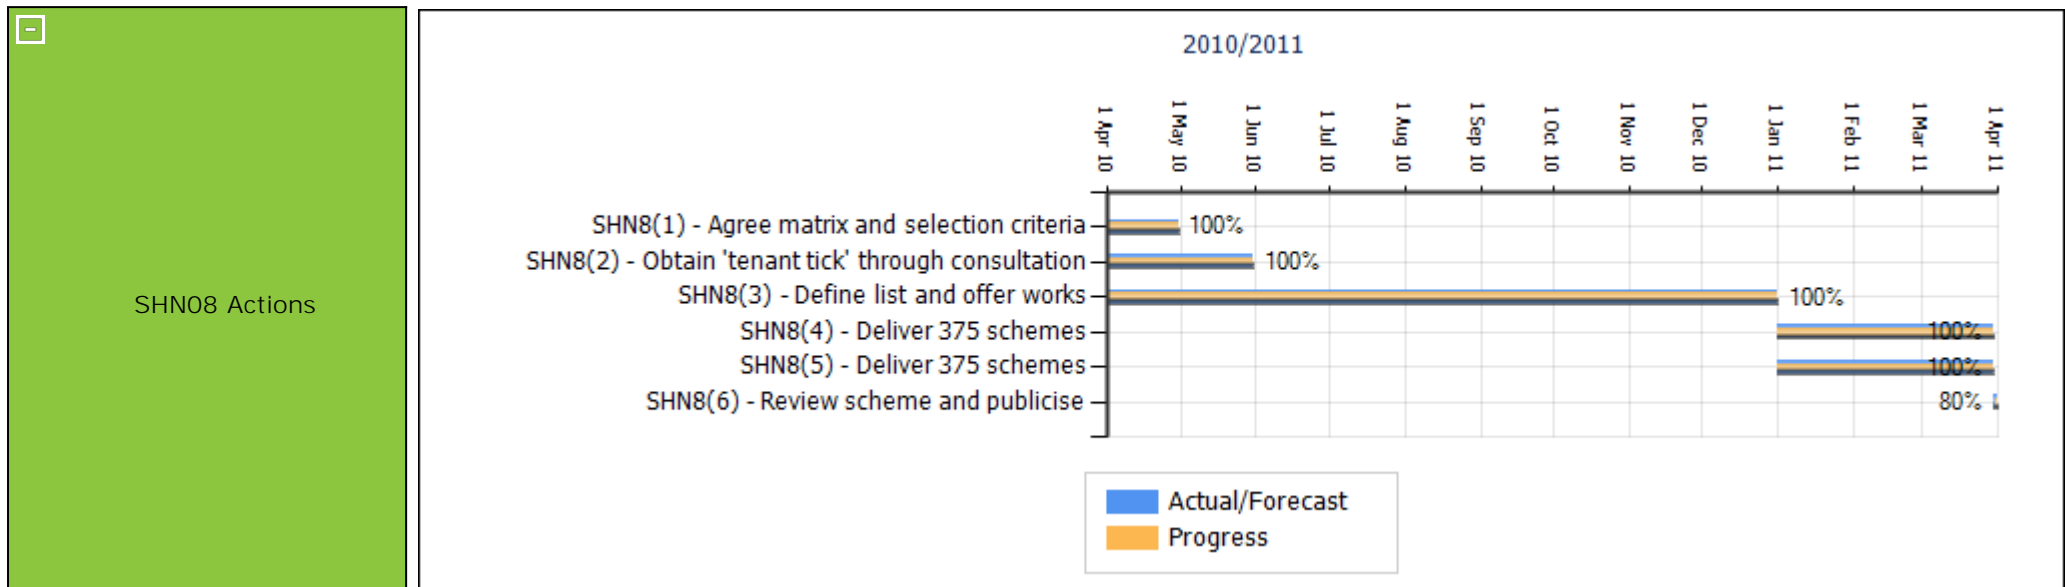 SHN08 Actions
2010/2011
1 Apr 10
1 May 10
1 Jun 10
1 Jul 10
1 Aug 10
1 Sep 10
1 Oct 10
1 Nov 10
1 Dec 10
1 Jan 11
1 Feb 11
1 Mar 11
1 Apr 11
SHN8(1) - Agree matrix and selection criteria 100%
SHN8(2) - Obtain 'tenant tick' through consultation 100%
SHN8(3) - Define list and offer works 100%
SHN8(4) - Deliver 375 schemes 100%
SHN8(5) - Deliver 375 schemes 100%
SHN8(6) - Review scheme and publicise 80%
Actual/Forecast
Progress